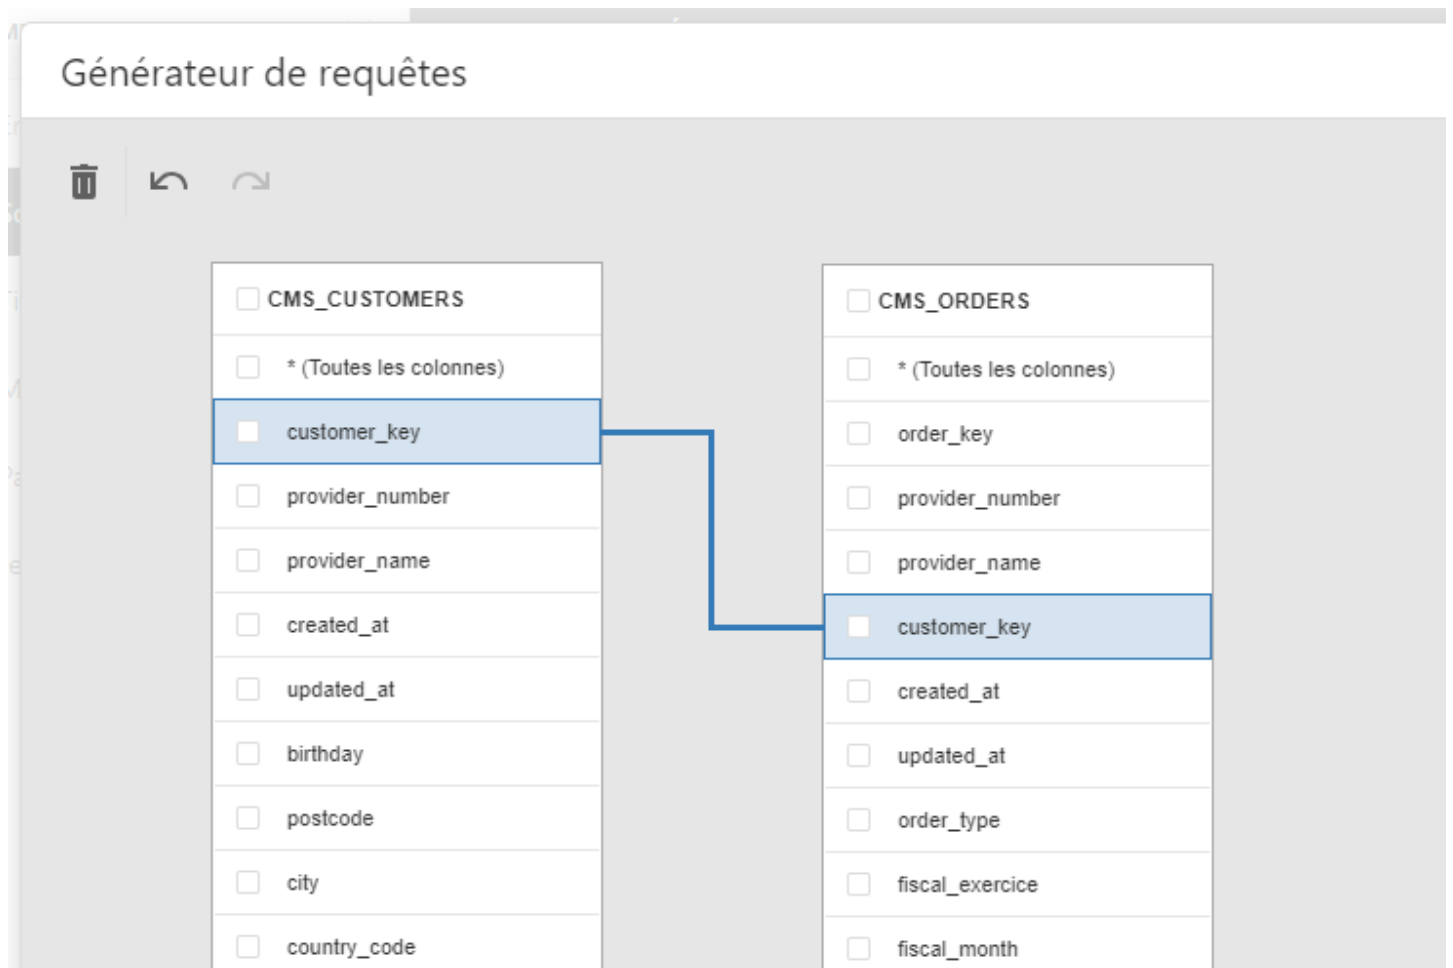 Générateur de requêtes
CMS_CUSTOMERS
* (Toutes les colonnes)
customer_key
provider_number
provider_name
created_at
updated_at
birthday
postcode
city
country_code
CMS_ORDERS
* (Toutes les colonnes)
order_key
provider_number
provider_name
customer_key
created_at
updated_at
order_type
fiscal_exercice
fiscal_month